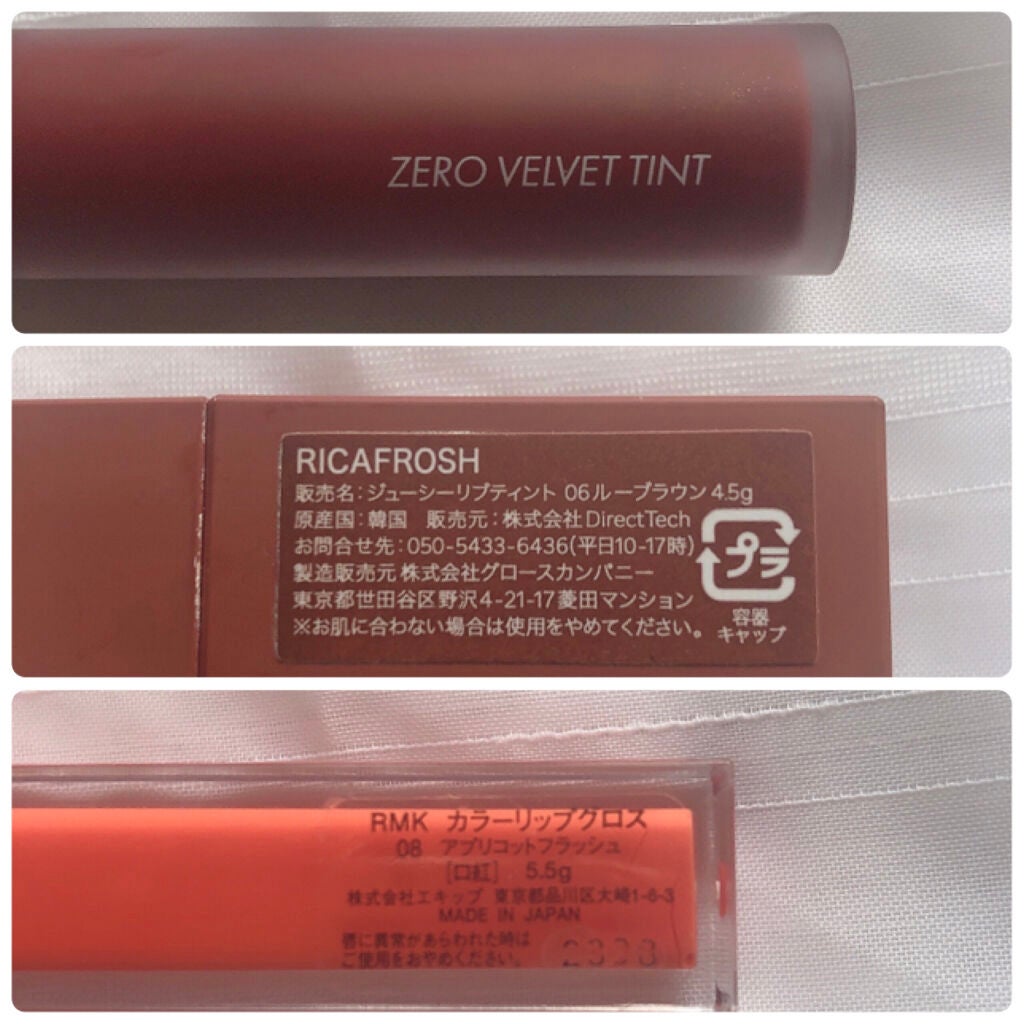 ZERO VELVET TINT
RICAFROSH
販売名:ジューシーリブティント 06ルーブラウン 4.5g
原産国:韓国 販売元:株式会社DirectTech
お問合せ先:050-5433-6436(平日10-17時)
製造販売元 株式会社グロースカンパニー
東京都世田谷区野沢4-21-17菱田マンション
※お肌に合わない場合は使用をやめてください。
プラ
容器
キャップ
RMK カラーリップグロス
08 アプリコットフラッシュ
[口紅] 5.5g
株式会社エキップ 東京都品川区大崎1-6-3
MADE IN JAPAN
唇に異常があらわれた時は
ご使用をおやめください。
2323